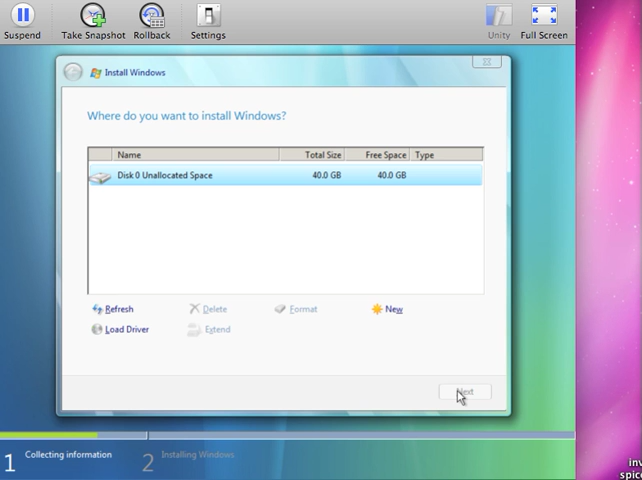 Suspend Take Snapshot Rollback Settings Unity Full Screen
Install Windows
Where do you want to install Windows?
Name Total Size Free Space Type
Disk 0 Unallocated Space 40.0 GB 40.0 GB
Refresh Delete Format New
Load Driver Extend
Next
1 Collecting information 2 Installing Windows
inv
spic